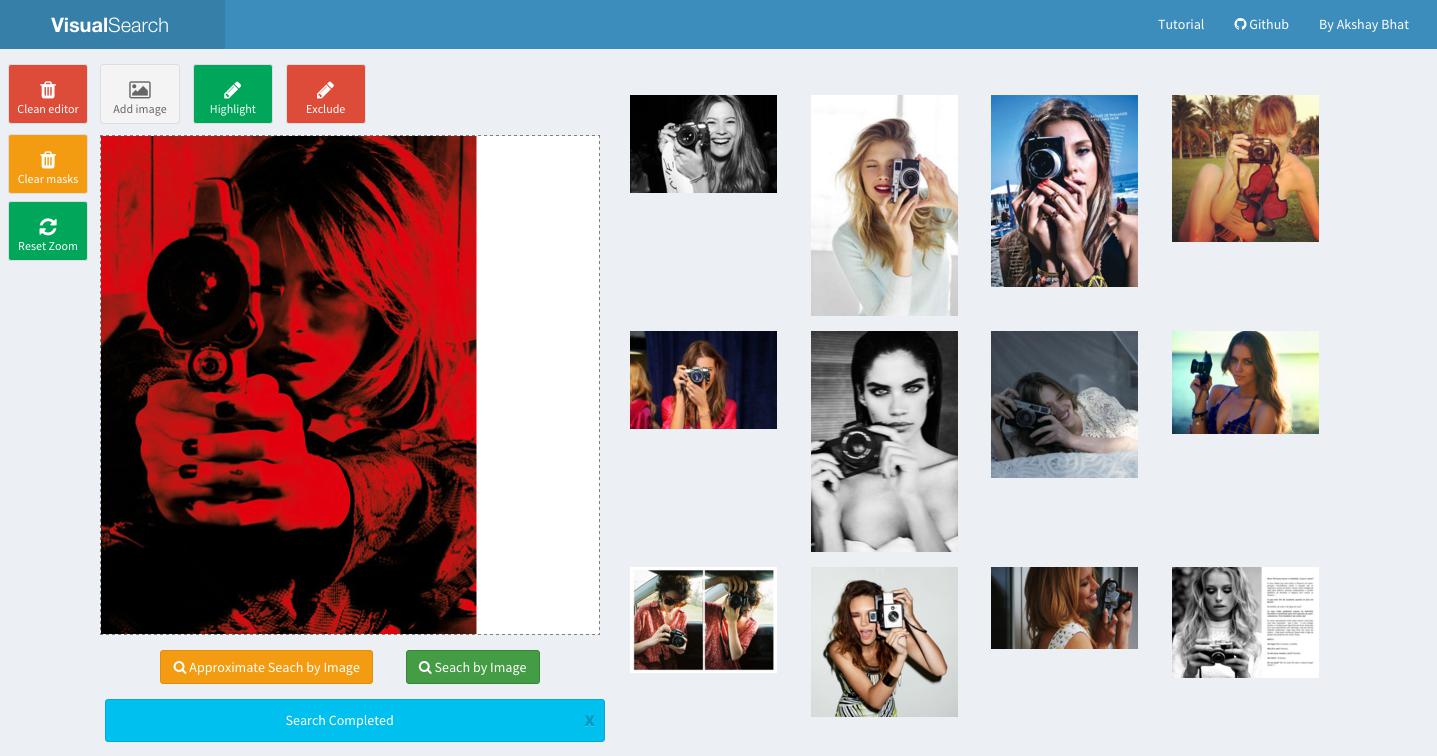 VisualSearch
Tutorial
Github
By Akshay Bhat
Clean editor
Add image
Highlight
Exclude
Clear masks
Reset Zoom
Approximate Seach by Image
Seach by Image
Search Completed
x